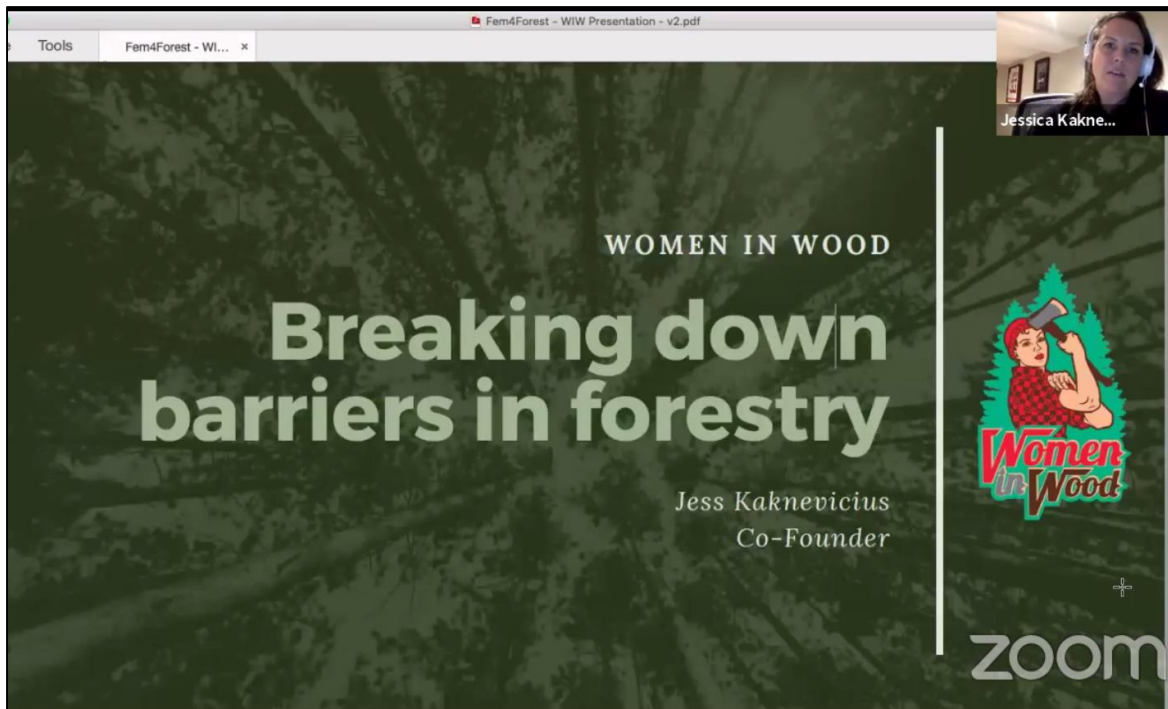 Fem4Forest - WIW Presentation - v2.pdf
Tools
Fem4Forest - WI... ×
Jessica Kakne...
WOMEN IN WOOD
Breaking down
barriers in forestry
Jess Kaknevicius
Co-Founder
Women
in Wood
zoom